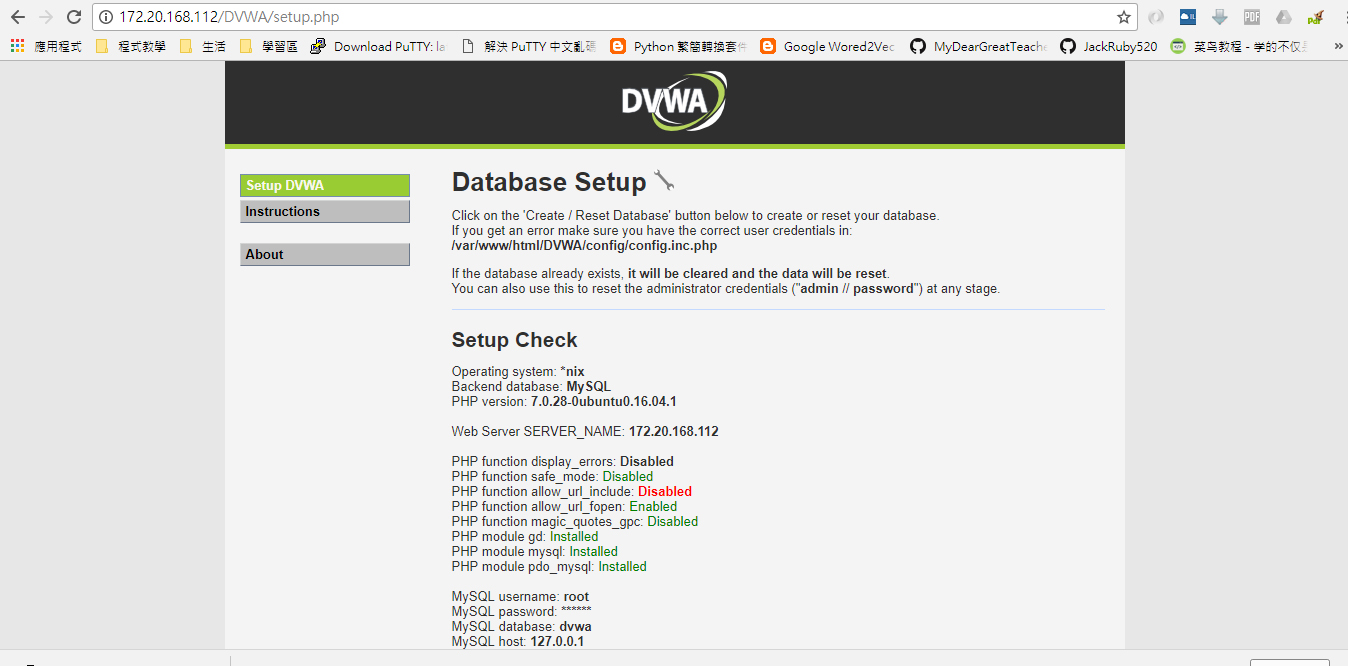 172.20.168.112/DVWA/setup.php
應用程式 程式教學 生活 學習區 Download PuTTY: la 解決 PuTTY 中文亂碼 Python 繁簡轉換套件 Google Wored2Vec MyDearGreatTeache JackRuby520 菜鸟教程 - 学的不仅是 »
DVWA
Setup DVWA
Instructions
About
Database Setup
Click on the 'Create / Reset Database' button below to create or reset your database.
If you get an error make sure you have the correct user credentials in:
/var/www/html/DVWA/config/config.inc.php
If the database already exists, it will be cleared and the data will be reset.
You can also use this to reset the administrator credentials ("admin // password") at any stage.
Setup Check
Operating system: *nix
Backend database: MySQL
PHP version: 7.0.28-0ubuntu0.16.04.1
Web Server SERVER_NAME: 172.20.168.112
PHP function display_errors: Disabled
PHP function safe_mode: Disabled
PHP function allow_url_include: Disabled
PHP function allow_url_fopen: Enabled
PHP function magic_quotes_gpc: Disabled
PHP module gd: Installed
PHP module mysql: Installed
PHP module pdo_mysql: Installed
MySQL username: root
MySQL password: ******
MySQL database: dvwa
MySQL host: 127.0.0.1